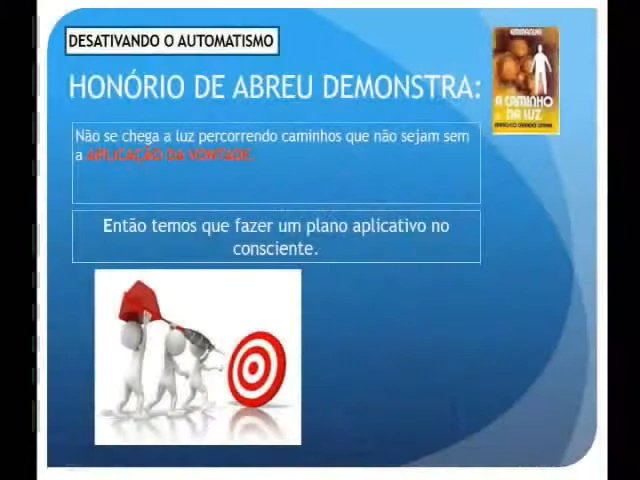 DESATIVANDO O AUTOMATISMO
HONÓRIO DE ABREU DEMONSTRA:
Não se chega a luz percorrendo caminhos que não sejam sem
a APLICAÇÃO DA VONTADE.
Então temos que fazer um plano aplicativo no
consciente.
EMMANUEL
A CAMINHO
DA LUZ